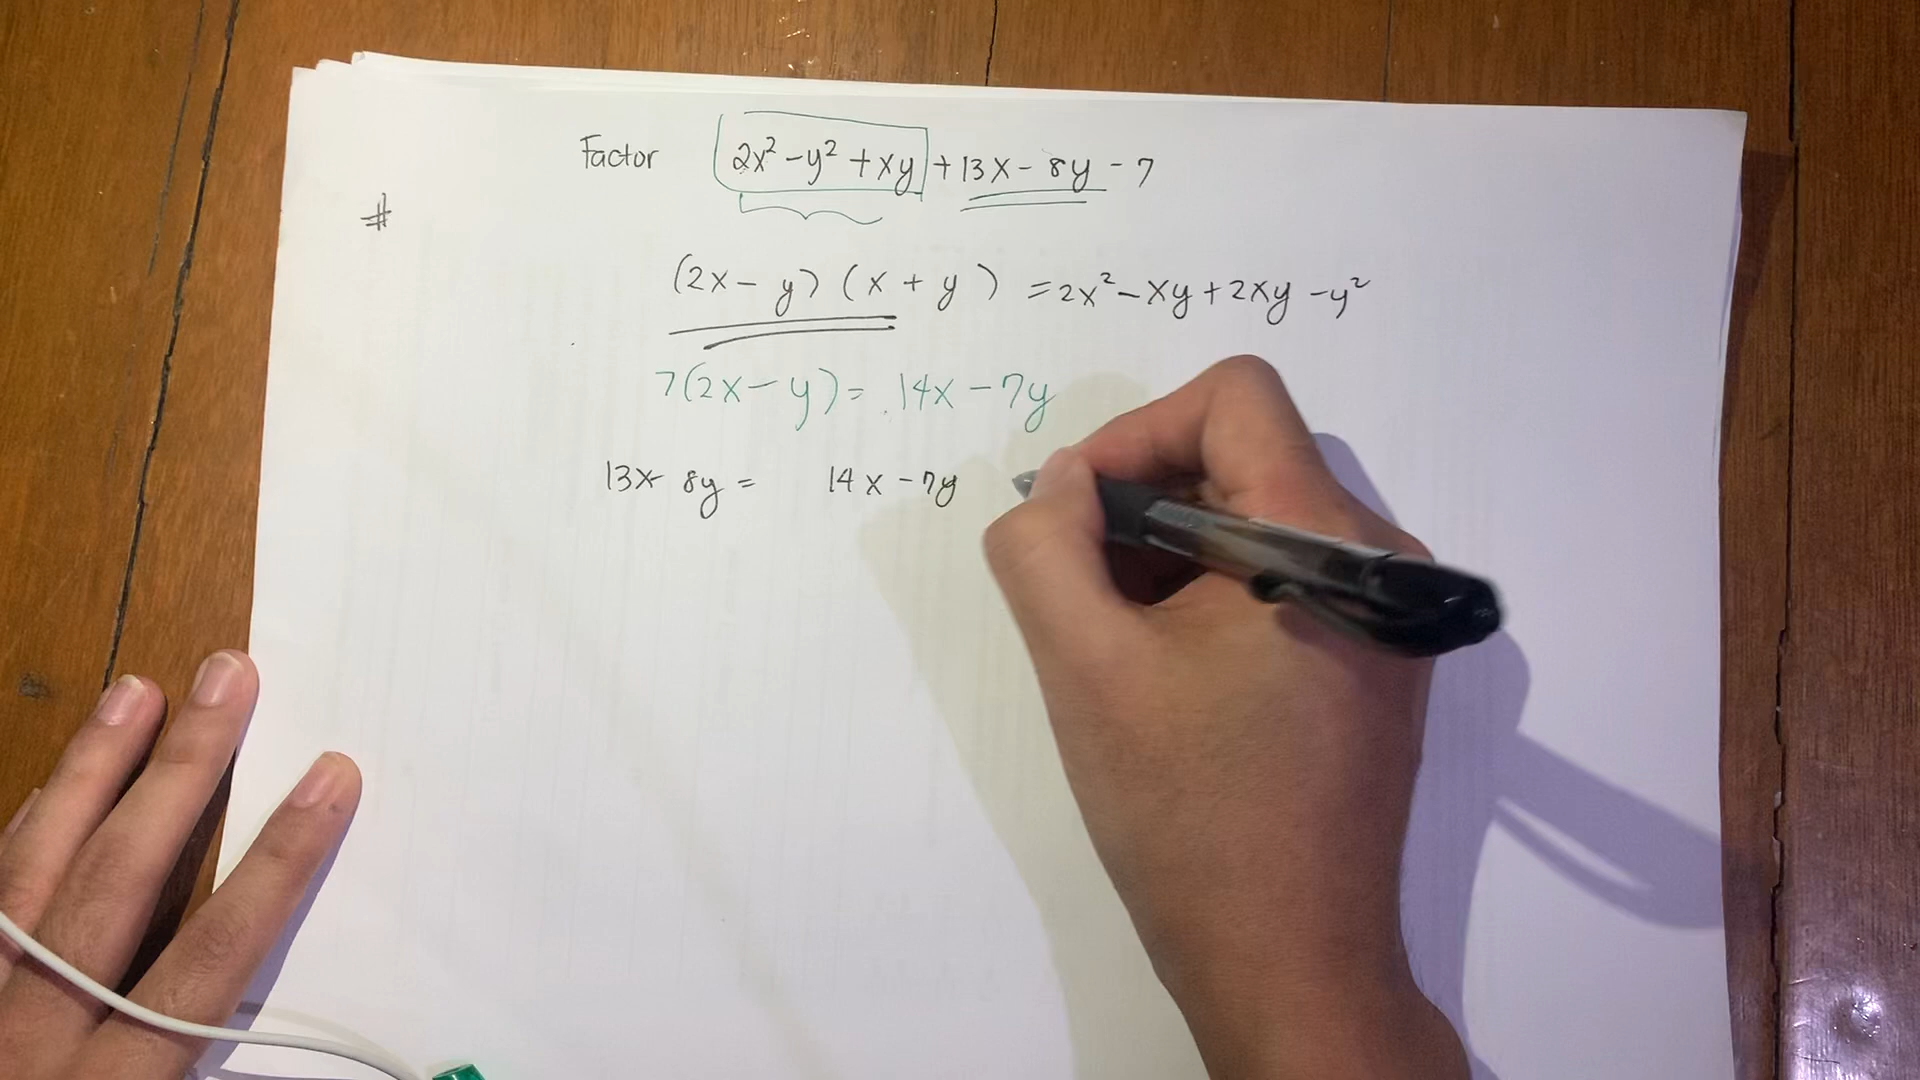 Factor 2x² - y² + xy + 13x - 8y - 7
#
(2x - y) (x + y) = 2x² - xy + 2xy - y²
7(2x - y) = 14x - 7y
13x - 8y = 14x - 7y